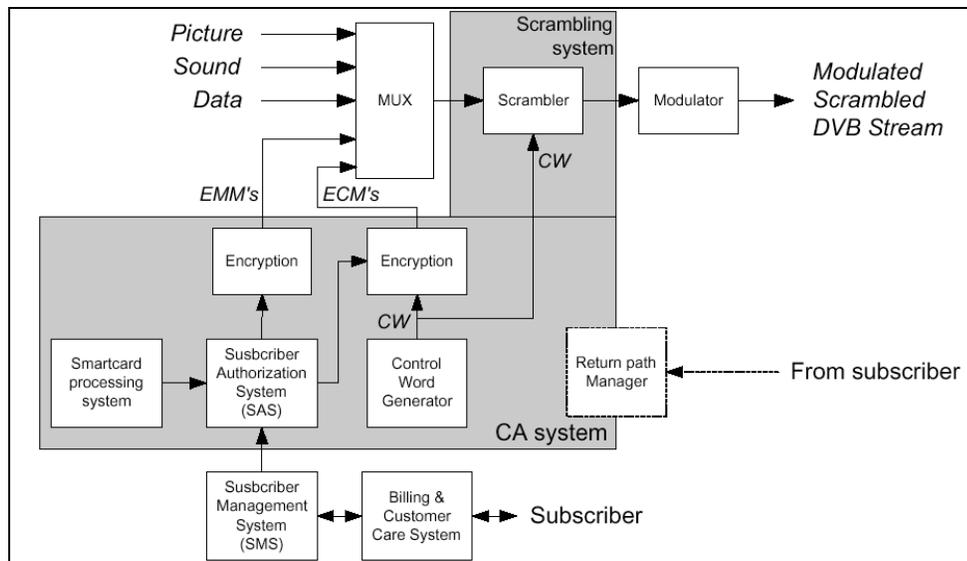 Picture
Sound
Data
MUX
Scrambling
system
Scrambler
Modulator
Modulated
Scrambled
DVB Stream
CW
EMM's
ECM's
Encryption
Encryption
CW
Smartcard
processing
system
Susbcriber
Authorization
System
(SAS)
Control
Word
Generator
Return path
Manager
From subscriber
CA system
Susbcriber
Management
System
(SMS)
Billing &
Customer
Care System
Subscriber